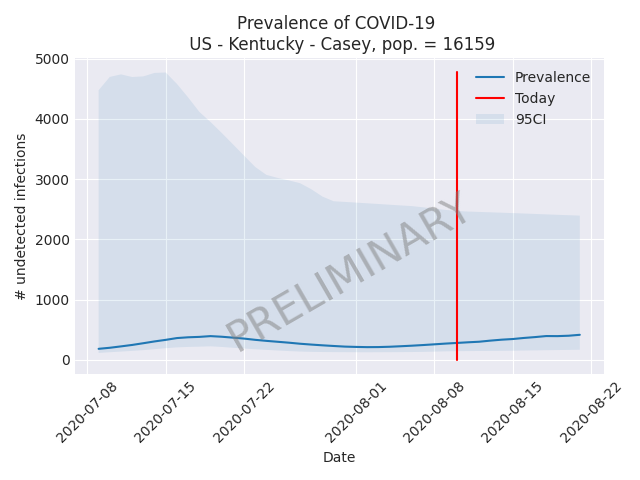 Prevalence of COVID-19
US - Kentucky - Casey, pop. = 16159
Prevalence
Today
95CI
5000
4000
3000
2000
1000
0
# undetected infections
PRELIMINARY
2020-07-08
2020-07-15
2020-07-22
2020-08-01
2020-08-08
2020-08-15
2020-08-22
Date